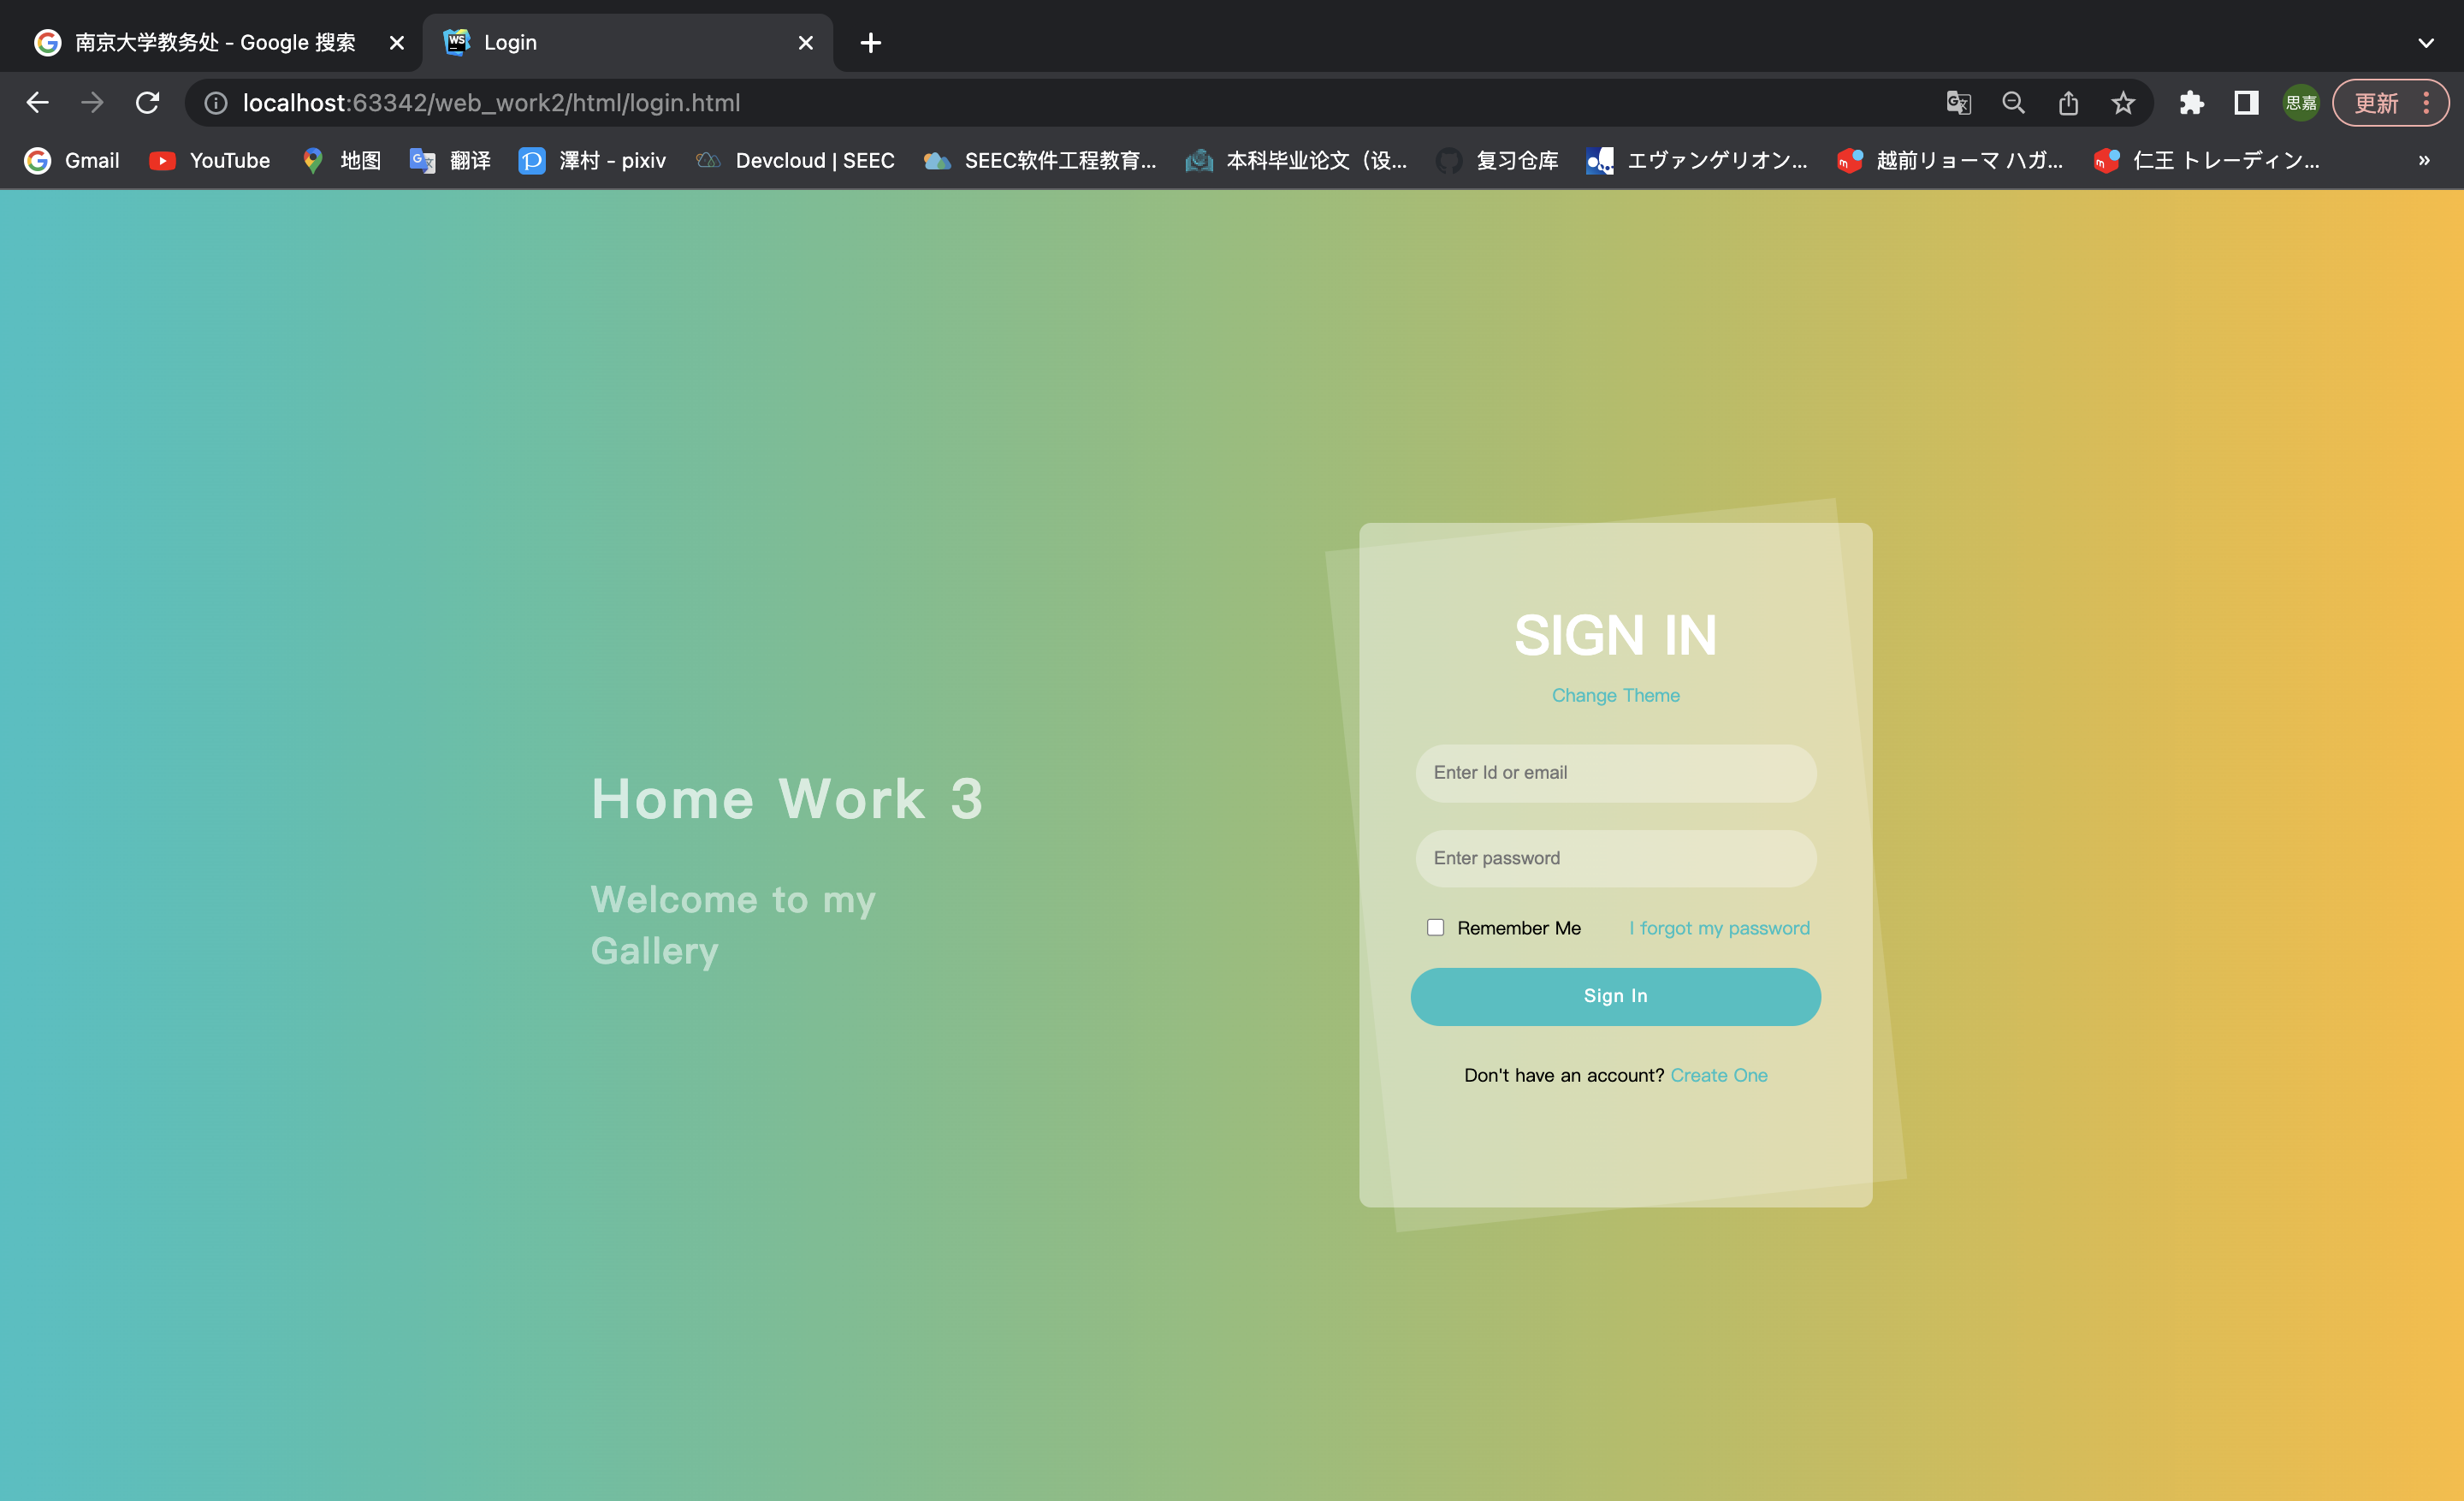 南京大学教务处 - Google 搜索
Login
localhost:63342/web_work2/html/login.html
思嘉
更新
Gmail
YouTube
地图
翻译
澤村 - pixiv
Devcloud | SEEC
SEEC软件工程教育...
本科毕业论文（设...
复习仓库
エヴァンゲリオン...
越前リョーマ ハガ...
仁王 トレーディン...
»
Home Work 3
Welcome to my
Gallery
SIGN IN
Change Theme
Enter Id or email
Enter password
Remember Me
I forgot my password
Sign In
Don't have an account? Create One